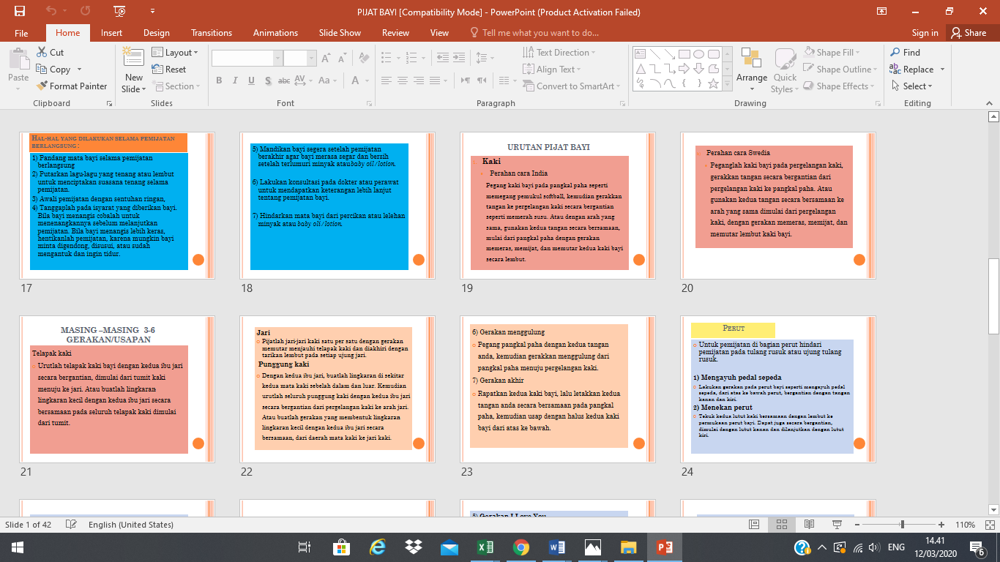 PIJAT BAYI [Compatibility Mode] - PowerPoint (Product Activation Failed)
File Home Insert Design Transitions Animations Slide Show Review View Tell me what you want to do... Sign in Share
Paste
Cut
Copy
Format Painter
Clipboard
New
Slide
Layout
Reset
Section
Slides
B I U S abc AV Aa A
Font
Paragraph
Text Direction
Align Text
Convert to SmartArt
Drawing
Arrange
Quick
Styles
Shape Fill
Shape Outline
Shape Effects
Find
Replace
Select
Editing
HAL-HAL YANG DILAKUKAN SELAMA PEMIJATAN
BERLANGSUNG :
1) Pandang mata bayi selama pemijatan
berlangsung
2) Putarkan lagu-lagu yang tenang atau lembut
untuk menciptakan suasana tenang selama
pemijatan.
3) Awali pemijatan dengan sentuhan ringan,
4) Tanggaplah pada isyarat yang diberikan bayi.
Bila bayi menangis cobalah untuk
menenangkannya sebelum melanjutkan
pemijatan. Bila bayi menangis lebih keras,
hentikanlah pemijatan, karena mungkin bayi
minta digendong, disusui, atau sudah
mengantuk dan ingin tidur.
17
5) Mandikan bayi segera setelah pemijatan
berakhir agar bayi merasa segar dan bersih
setelah terlumuri minyak atau baby oil/lotion.
6) Lakukan konsultasi pada dokter atau perawat
untuk mendapatkan keterangan lebih lanjut
tentang pemijatan bayi.
7) Hindarkan mata bayi dari percikan atau lelehan
minyak atau baby oli/lotion.
18
URUTAN PIJAT BAYI
Kaki
Perahan cara India
Pegang kaki bayi pada pangkal paha seperti
memegang pemukul softball, kemudian gerakkan
tangan ke pergelangan kaki secara bergantian
seperti memerah susu. Atau dengan arah yang
sama, gunakan kedua tangan secara bersamaan,
mulai dari pangkal paha dengan gerakan
memeras, memijat, dan memutar kedua kaki bayi
secara lembut.
19
Perahan cara Swedia
Peganglah kaki bayi pada pergelangan kaki,
gerakkan tangan secara bergantian dari
pergelangan kaki ke pangkal paha. Atau
gunakan kedua tangan secara bersamaan ke
arah yang sama dimulai dari pergelangan
kaki, dengan gerakan memeras, memijat, dan
memutar lembut kaki bayi.
20
MASING –MASING 3-6
GERAKAN/USAPAN
Telapak kaki
Urutlah telapak kaki bayi dengan kedua ibu jari
secara bergantian, dimulai dari tumit kaki
menuju ke jari. Atau buatlah lingkaran
lingkaran kecil dengan kedua ibu jari secara
bersamaan pada seluruh telapak kaki dimulai
dari tumit.
21
Jari
Pijatlah jari-jari kaki satu per satu dengan gerakan
memutar menjauhi telapak kaki dan diakhiri dengan
tarikan lembut pada setiap ujung jari.
Punggung kaki
Dengan kedua ibu jari, buatlah lingkaran di sekitar
kedua mata kaki sebelah dalam dan luar. Kemudian
urutlah seluruh punggung kaki dengan kedua ibu jari
secara bergantian dari pergelangan kaki ke arah jari.
Atau buatlah gerakan yang membentuk lingkaran
lingkaran kecil dengan kedua ibu jari secara
bersamaan, dari daerah mata kaki ke jari kaki.
22
6) Gerakan menggulung
Pegang pangkal paha dengan kedua tangan
anda, kemudian gerakkan menggulung dari
pangkal paha menuju pergelangan kaki.
7) Gerakan akhir
Rapatkan kedua kaki bayi, lalu letakkan kedua
tangan anda secara bersamaan pada pangkal
paha, kemudian usap dengan halus kedua kaki
bayi dari atas ke bawah.
23
PERUT
Untuk pemijatan di bagian perut hindari
pemijatan pada tulang rusuk atau ujung tulang
rusuk.
1) Mengayuh pedal sepeda
Lakukan gerakan pada perut bayi seperti mengayuh pedal
sepeda, dari atas ke bawah perut, bergantian dengan tangan
kanan dan kiri.
2) Menekan perut
Tekuk kedua lutut kaki bersamaan dengan lembut ke
permukaan perut bayi. Dapat juga secara bergantian,
dimulai dengan lutut kanan dan dilanjutkan dengan lutut
kiri.
24
5) Gerakan I Love You
Slide 1 of 42 English (United States) 110%
ENG
14.41
12/03/2020
6